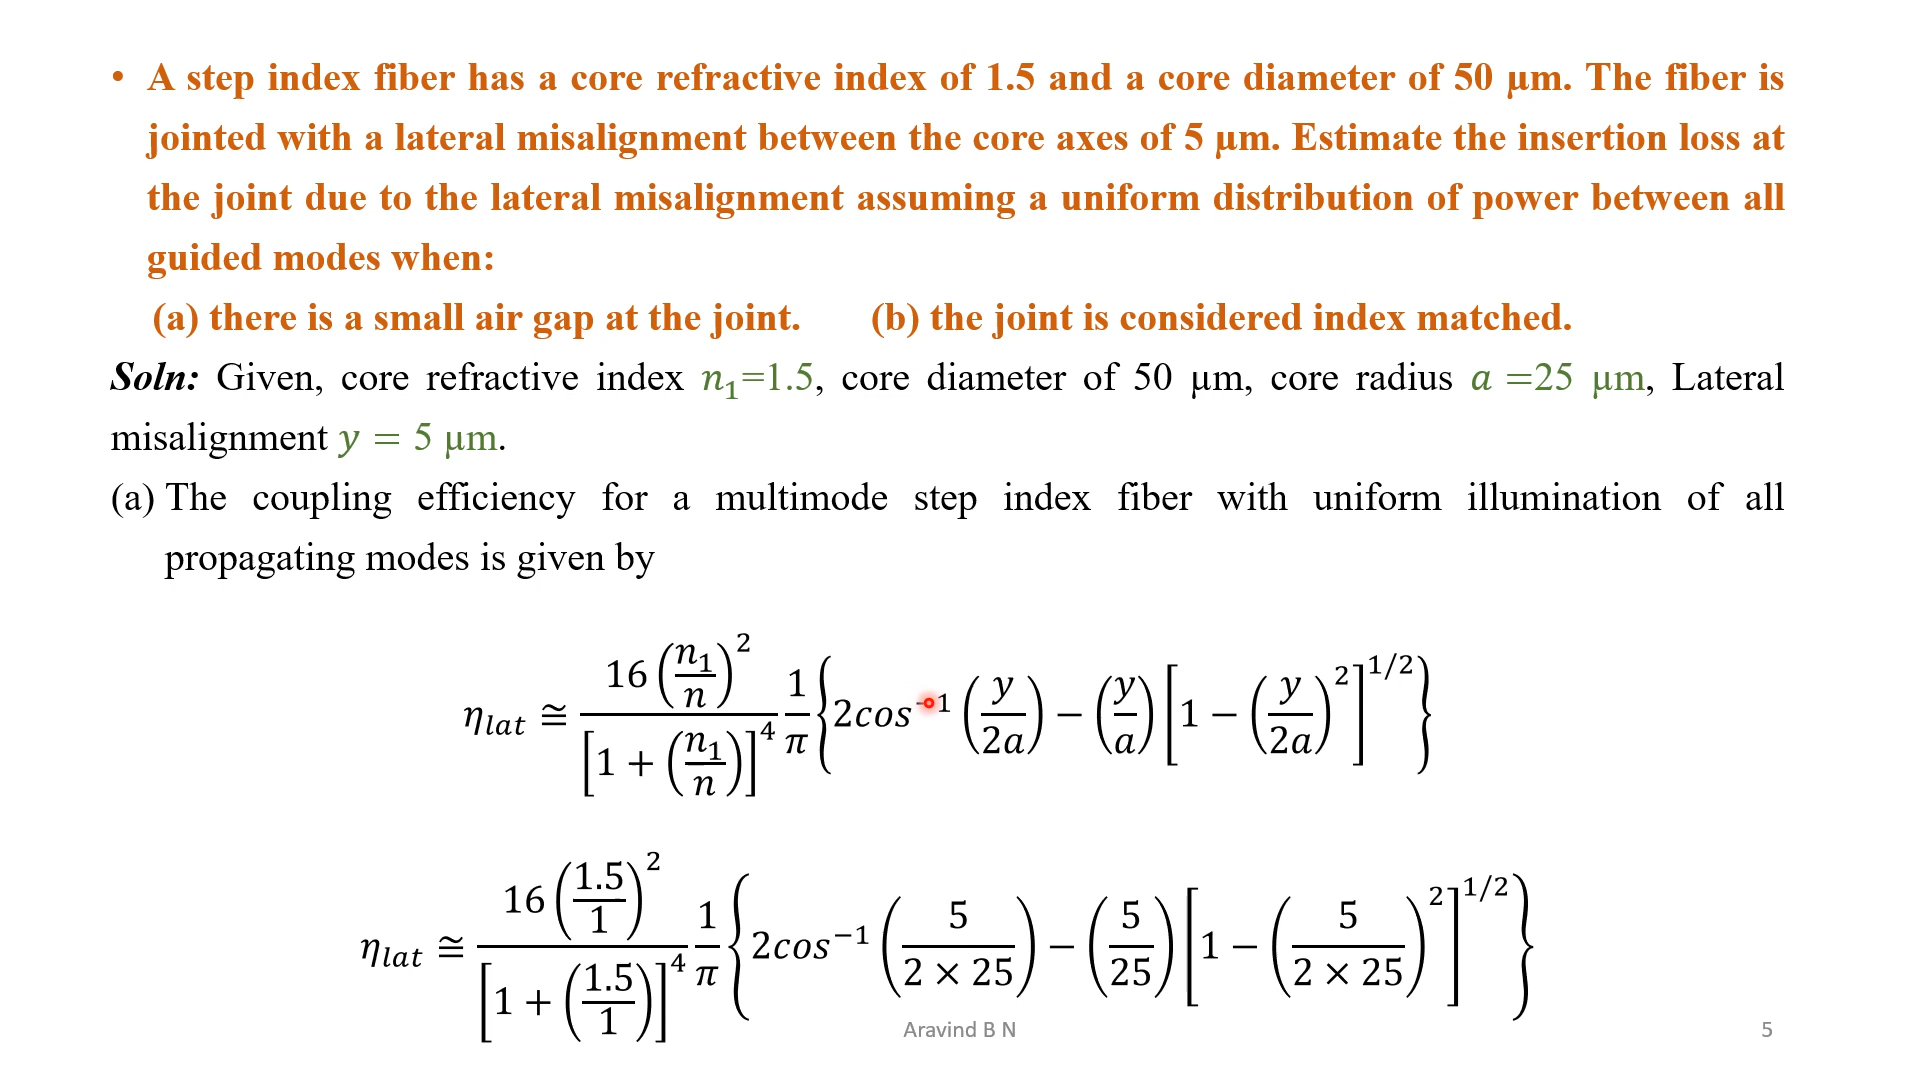 • A step index fiber has a core refractive index of 1.5 and a core diameter of 50 µm. The fiber is
jointed with a lateral misalignment between the core axes of 5 µm. Estimate the insertion loss at
the joint due to the lateral misalignment assuming a uniform distribution of power between all
guided modes when:
(a) there is a small air gap at the joint. (b) the joint is considered index matched.
Soln: Given, core refractive index n₁=1.5, core diameter of 50 µm, core radius a =25 µm, Lateral
misalignment y = 5 µm.
(a) The coupling efficiency for a multimode step index fiber with uniform illumination of all
propagating modes is given by
η_lat ≅ 16(n₁/n)² / [1 + (n₁/n)]⁴ 1/π {2cos⁻¹(y/2a) − (y/a)[1 − (y/2a)²]^1/2}
η_lat ≅ 16(1.5/1)² / [1 + (1.5/1)]⁴ 1/π {2cos⁻¹(5/2 × 25) − (5/25)[1 − (5/2 × 25)²]^1/2}
Aravind B N 5